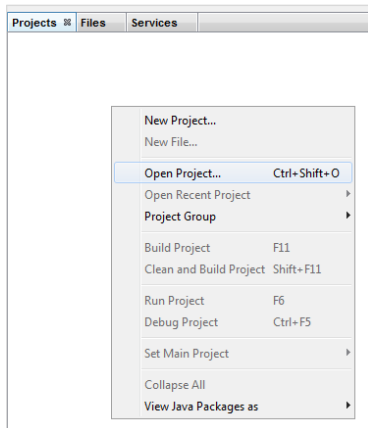 Projects Files Services
New Project...
New File...
Open Project... Ctrl+Shift+O
Open Recent Project
Project Group
Build Project F11
Clean and Build Project Shift+F11
Run Project F6
Debug Project Ctrl+F5
Set Main Project
Collapse All
View Java Packages as